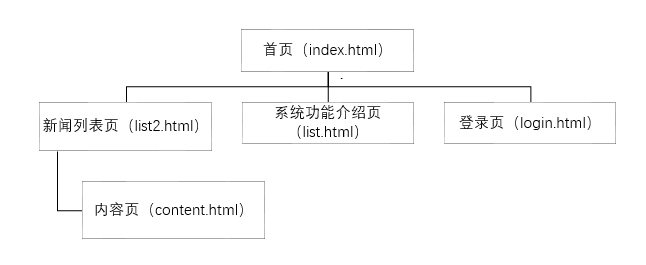 首页（index.html）
新闻列表页（list2.html）
系统功能介绍页
（list.html）
登录页（login.html）
内容页（content.html）